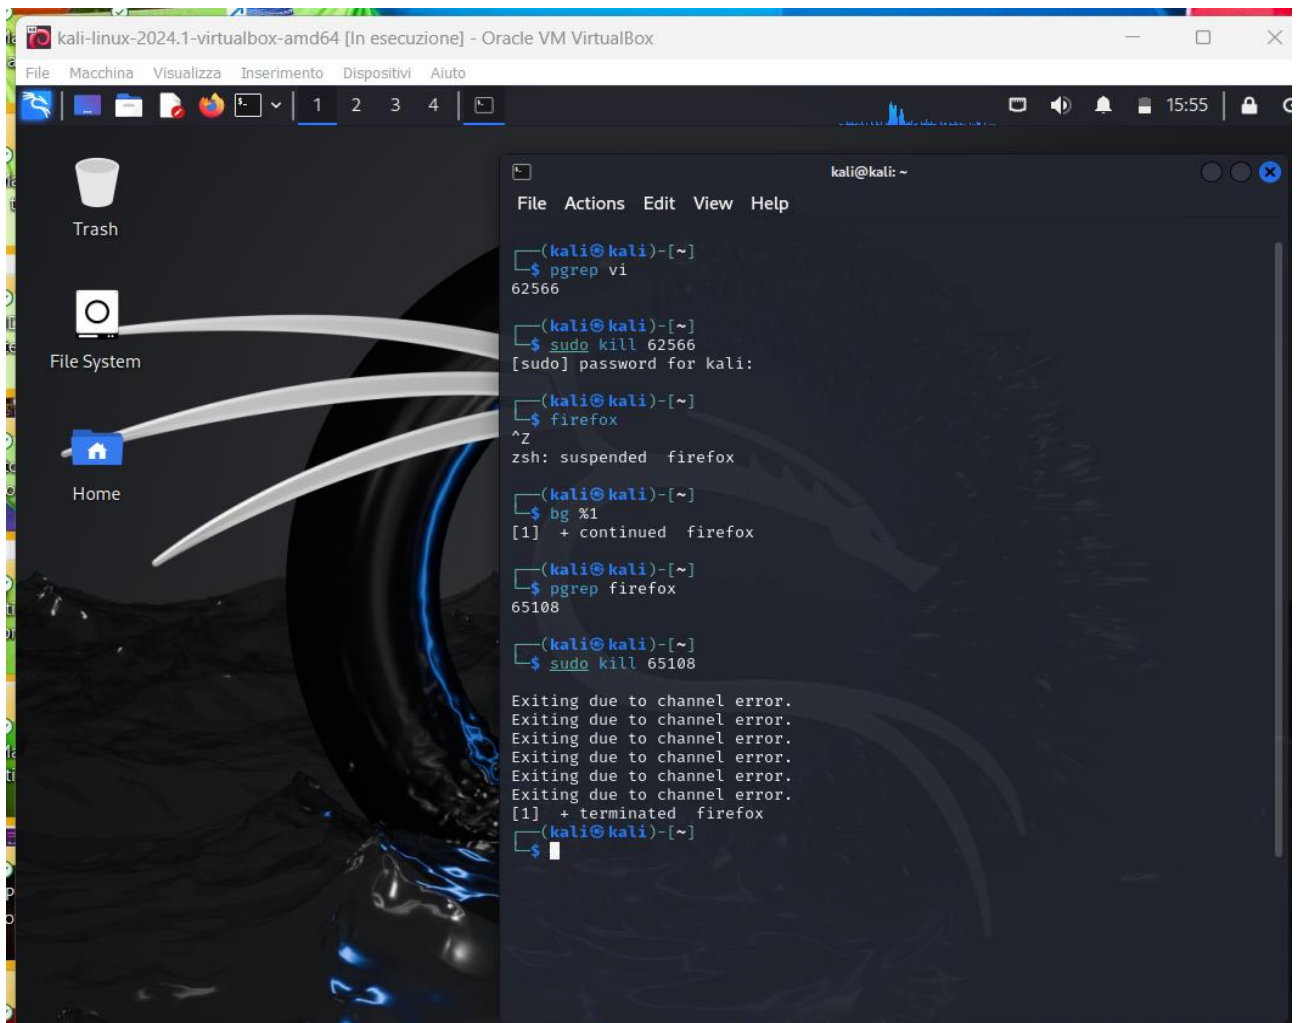 kali-linux-2024.1-virtualbox-amd64 [In esecuzione] - Oracle VM VirtualBox
File Macchina Visualizza Inserimento Dispositivi Aiuto
1 2 3 4 15:55
Trash
File System
Home
kali@kali: ~
File Actions Edit View Help
┌──(kali㉿kali)-[~]
└─$ pgrep vi
62566
┌──(kali㉿kali)-[~]
└─$ sudo kill 62566
[sudo] password for kali:
┌──(kali㉿kali)-[~]
└─$ firefox
^Z
zsh: suspended  firefox
┌──(kali㉿kali)-[~]
└─$ bg %1
[1]  + continued  firefox
┌──(kali㉿kali)-[~]
└─$ pgrep firefox
65108
┌──(kali㉿kali)-[~]
└─$ sudo kill 65108
Exiting due to channel error.
Exiting due to channel error.
Exiting due to channel error.
Exiting due to channel error.
Exiting due to channel error.
Exiting due to channel error.
[1]  + terminated  firefox
┌──(kali㉿kali)-[~]
└─$